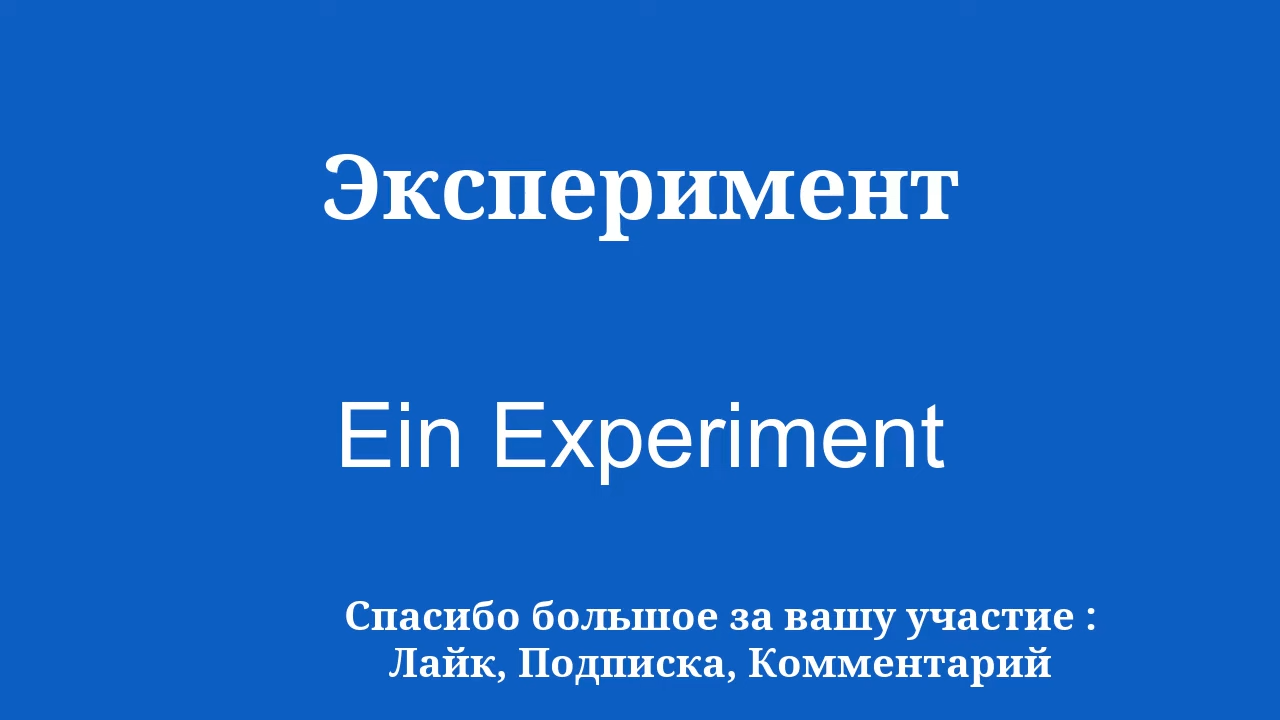 Эксперимент
Ein Experiment
Спасибо большое за вашу участие :
Лайк, Подписка, Комментарий